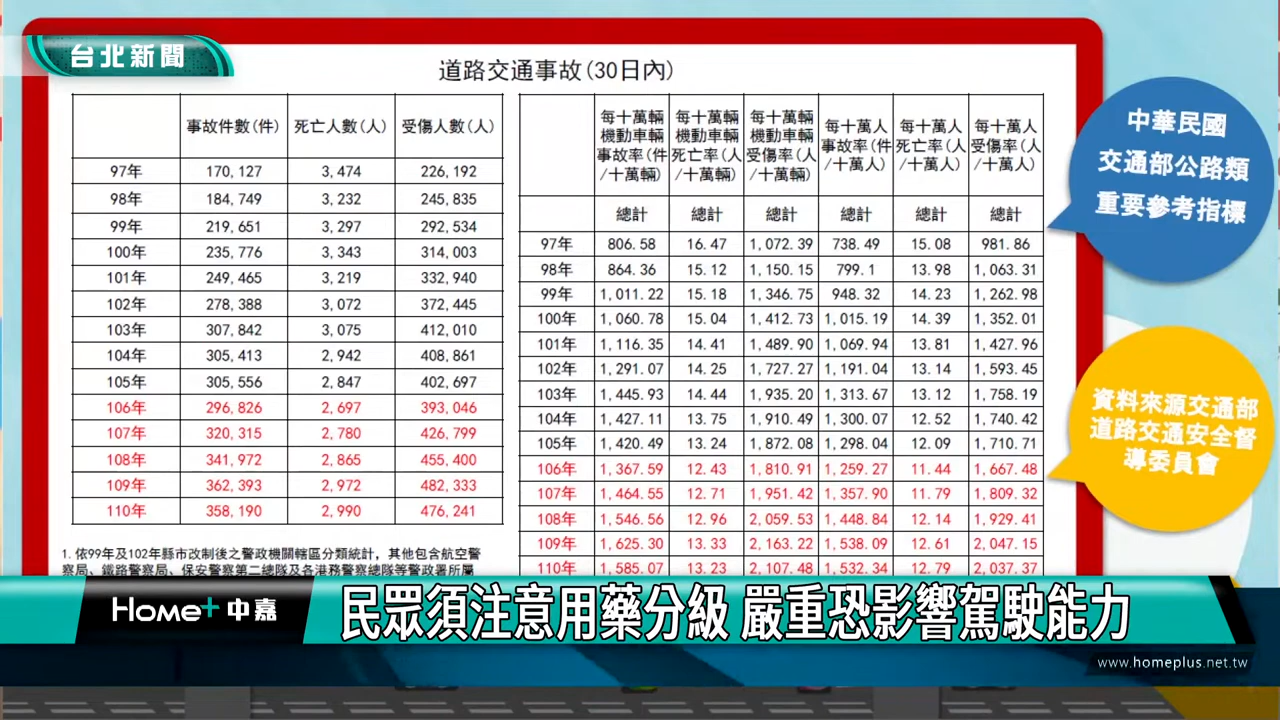 台北新聞
道路交通事故(30日內)
事故件數(件) 死亡人數(人) 受傷人數(人)
97年 170,127 3,474 226,192
98年 184,749 3,232 245,835
99年 219,651 3,297 292,534
100年 235,776 3,343 314,003
101年 249,465 3,219 332,940
102年 278,388 3,072 372,445
103年 307,842 3,075 412,010
104年 305,413 2,942 408,861
105年 305,556 2,847 402,697
106年 296,826 2,697 393,046
107年 320,315 2,780 426,799
108年 341,972 2,865 455,400
109年 362,393 2,972 482,333
110年 358,190 2,990 476,241
1. 依99年及102年縣市改制後之警政機關轄區分類統計，其他包含航空警
察局、鐵路警察局、保安警察第二總隊及各港務警察總隊等警政署所屬
每十萬輛 每十萬輛 每十萬輛
機動車輛 機動車輛 機動車輛 每十萬人 每十萬人 每十萬人
事故率(件 死亡率(人 受傷率(人 事故率(件 死亡率(人 受傷率(人
/十萬輛) /十萬輛) /十萬輛) /十萬人) /十萬人) /十萬人)
總計 總計 總計 總計 總計 總計
97年 806.58 16.47 1,072.39 738.49 15.08 981.86
98年 864.36 15.12 1,150.15 799.1 13.98 1,063.31
99年 1,011.22 15.18 1,346.75 948.32 14.23 1,262.98
100年 1,060.78 15.04 1,412.73 1,015.19 14.39 1,352.01
101年 1,116.35 14.41 1,489.90 1,069.94 13.81 1,427.96
102年 1,291.07 14.25 1,727.27 1,191.04 13.14 1,593.45
103年 1,445.93 14.44 1,935.20 1,313.67 13.12 1,758.19
104年 1,427.11 13.75 1,910.49 1,300.07 12.52 1,740.42
105年 1,420.49 13.24 1,872.08 1,298.04 12.09 1,710.71
106年 1,367.59 12.43 1,810.91 1,259.27 11.44 1,667.48
107年 1,464.55 12.71 1,951.42 1,357.90 11.79 1,809.32
108年 1,546.56 12.96 2,059.53 1,448.84 12.14 1,929.41
109年 1,625.30 13.33 2,163.22 1,538.09 12.61 2,047.15
110年 1,585.07 13.23 2,107.48 1,532.34 12.79 2,037.37
中華民國
交通部公路類
重要參考指標
資料來源交通部
道路交通安全督
導委員會
Home+ 中嘉
民眾須注意用藥分級 嚴重恐影響駕駛能力
www.homeplus.net.tw